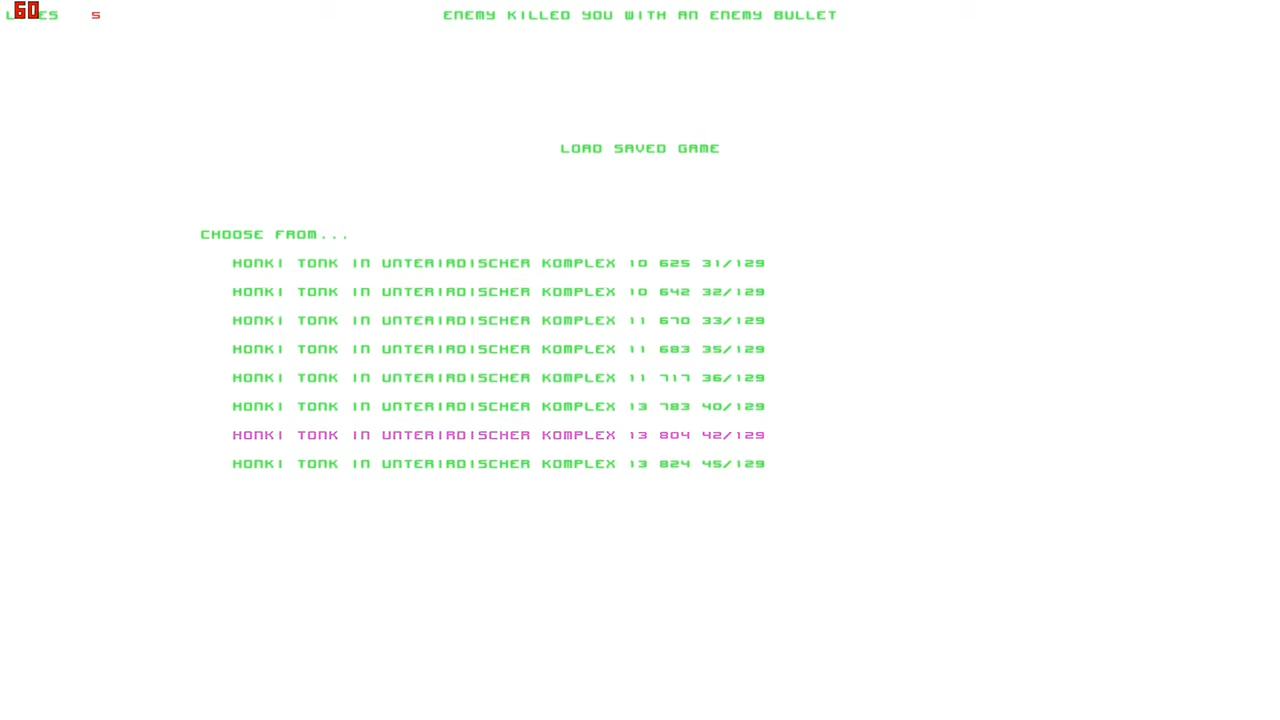 60 ES 5
ENEMY KILLED YOU WITH AN ENEMY BULLET
LOAD SAVED GAME
CHOOSE FROM...
HONKI TONK IN UNTERIRDISCHER KOMPLEX 10 625 31/129
HONKI TONK IN UNTERIRDISCHER KOMPLEX 10 642 32/129
HONKI TONK IN UNTERIRDISCHER KOMPLEX 11 670 33/129
HONKI TONK IN UNTERIRDISCHER KOMPLEX 11 683 35/129
HONKI TONK IN UNTERIRDISCHER KOMPLEX 11 717 36/129
HONKI TONK IN UNTERIRDISCHER KOMPLEX 13 783 40/129
HONKI TONK IN UNTERIRDISCHER KOMPLEX 13 804 42/129
HONKI TONK IN UNTERIRDISCHER KOMPLEX 13 824 45/129